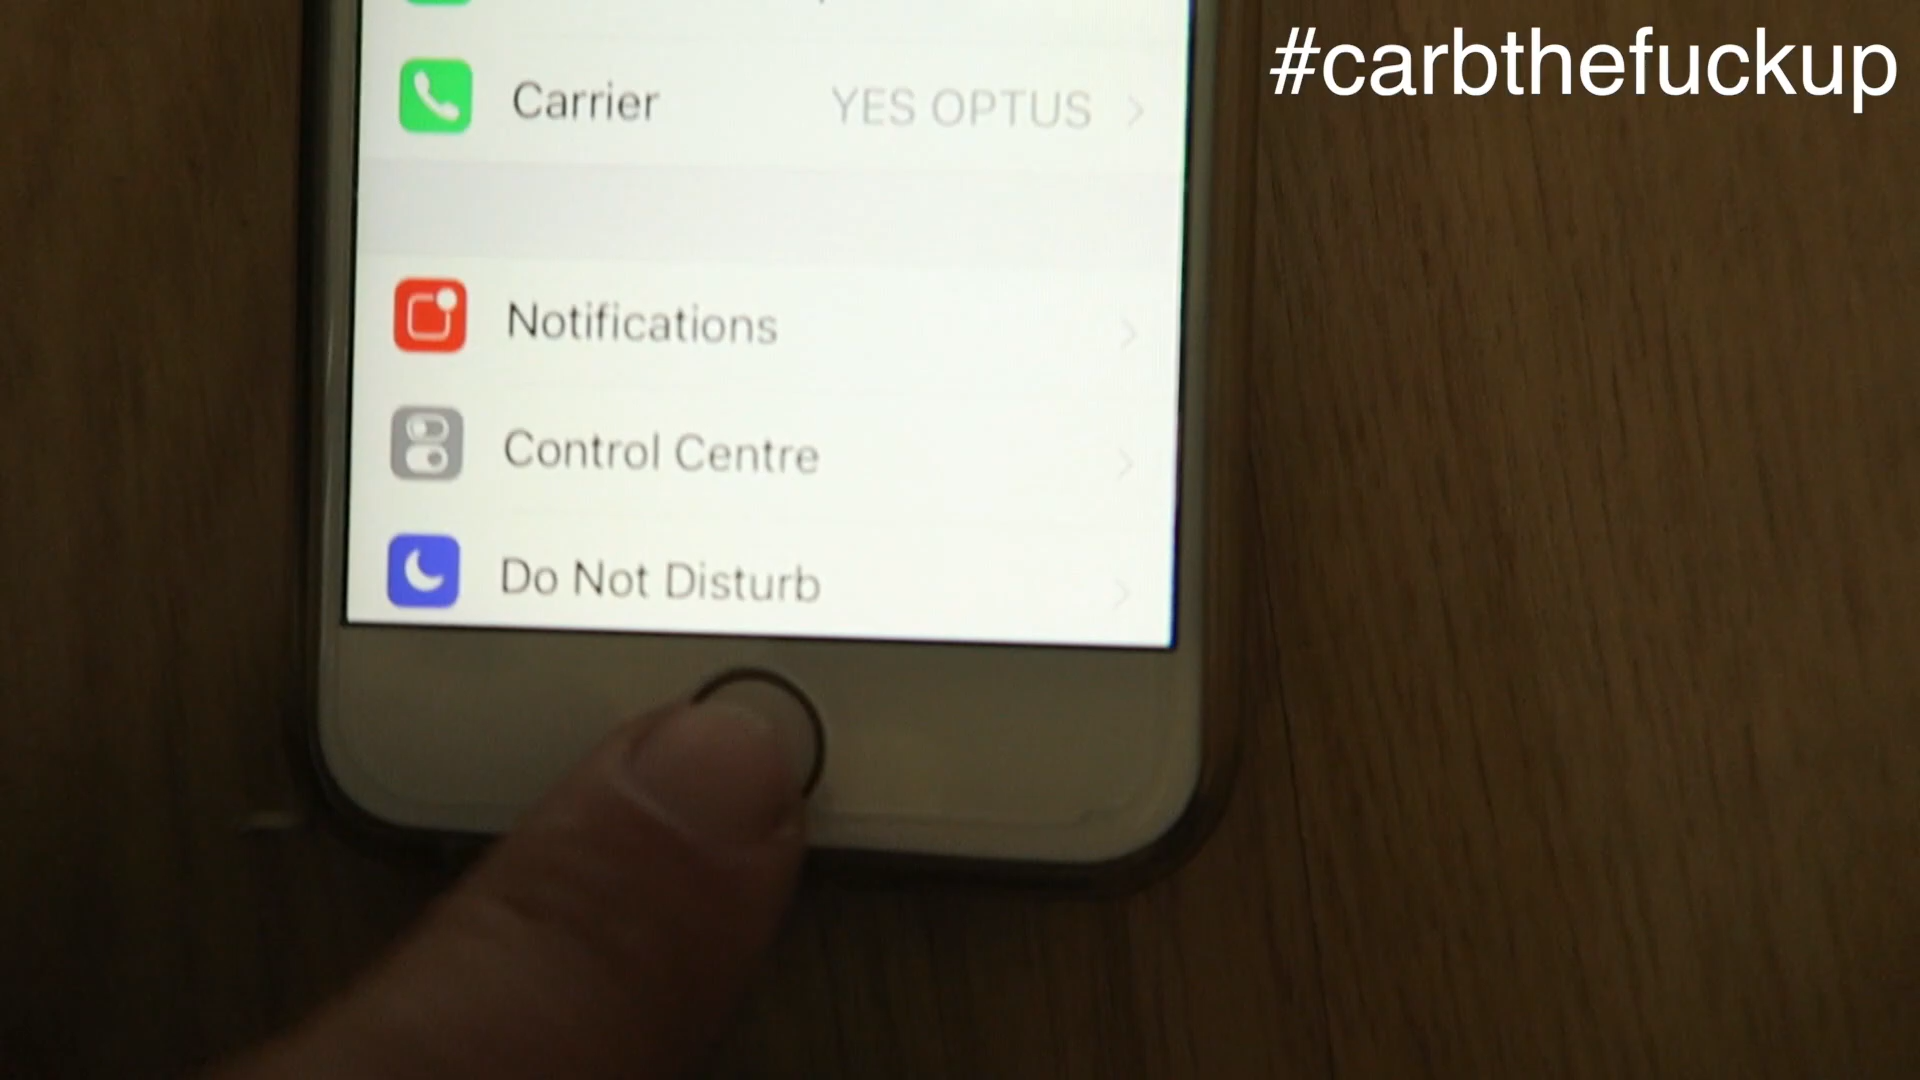 #carbthefuckup
Carrier YES OPTUS
Notifications
Control Centre
Do Not Disturb